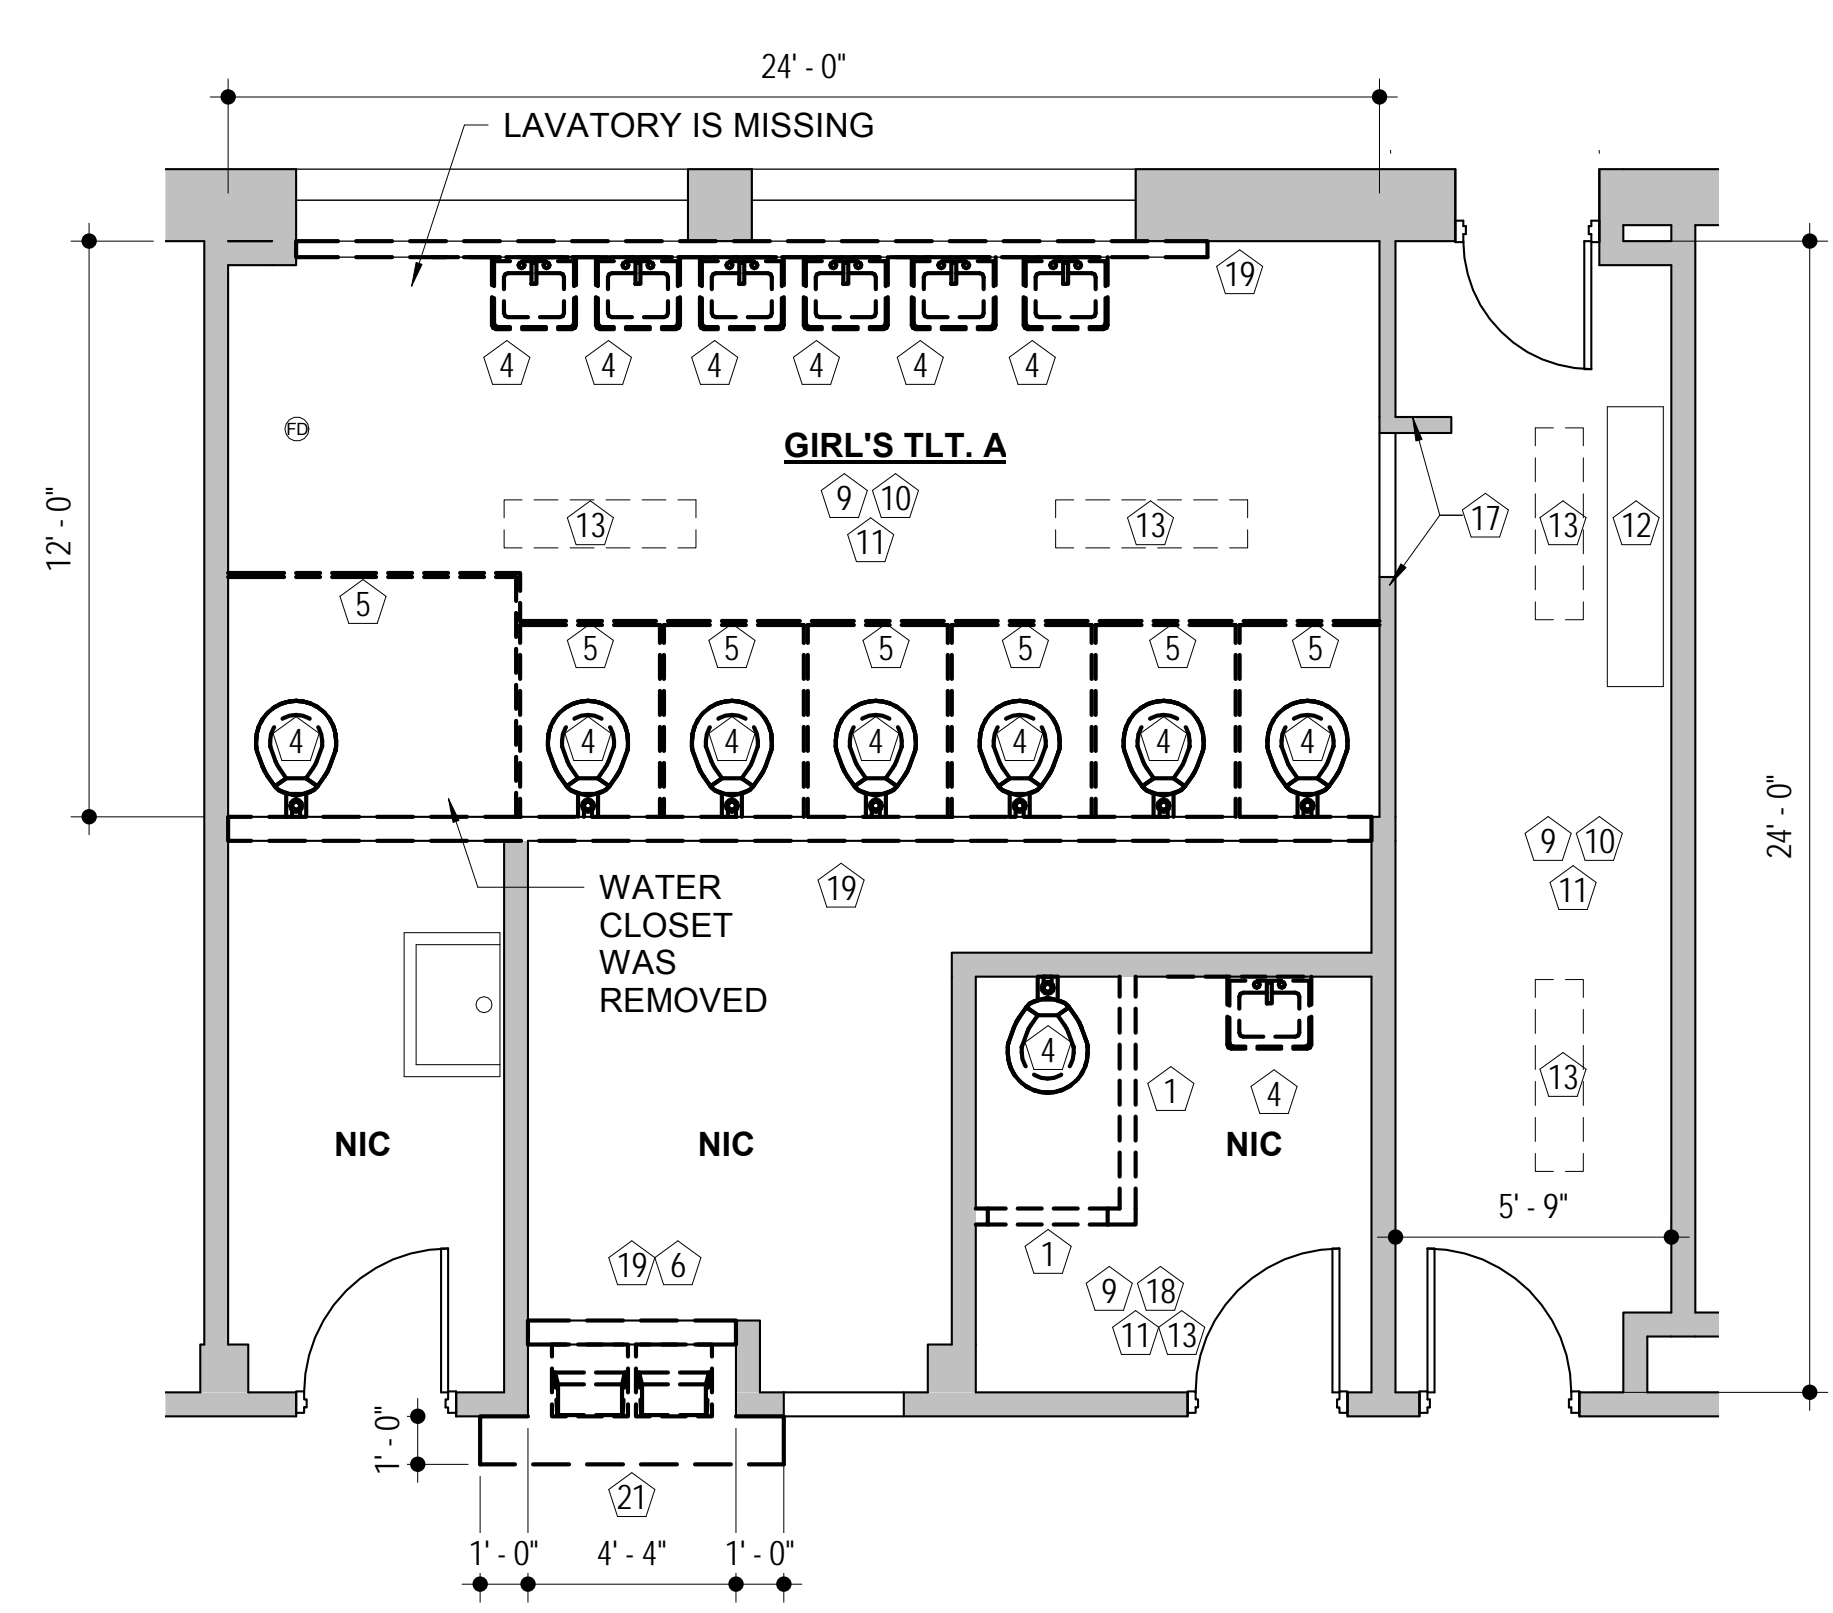 24' - 0"
LAVATORY IS MISSING
19
4 4 4 4 4 4
FD
GIRL'S TLT. A
9 10
11
13 13
17
13 12
12' - 0"
5
5 5 5 5 5 5
4 4 4 4 4 4 4
24' - 0"
9 10
11
19
WATER
CLOSET
WAS
REMOVED
4
1 4
13
NIC NIC NIC
5' - 9"
1
19 6
9 18
11 13
1' - 0"
21
1' - 0" 4' - 4" 1' - 0"